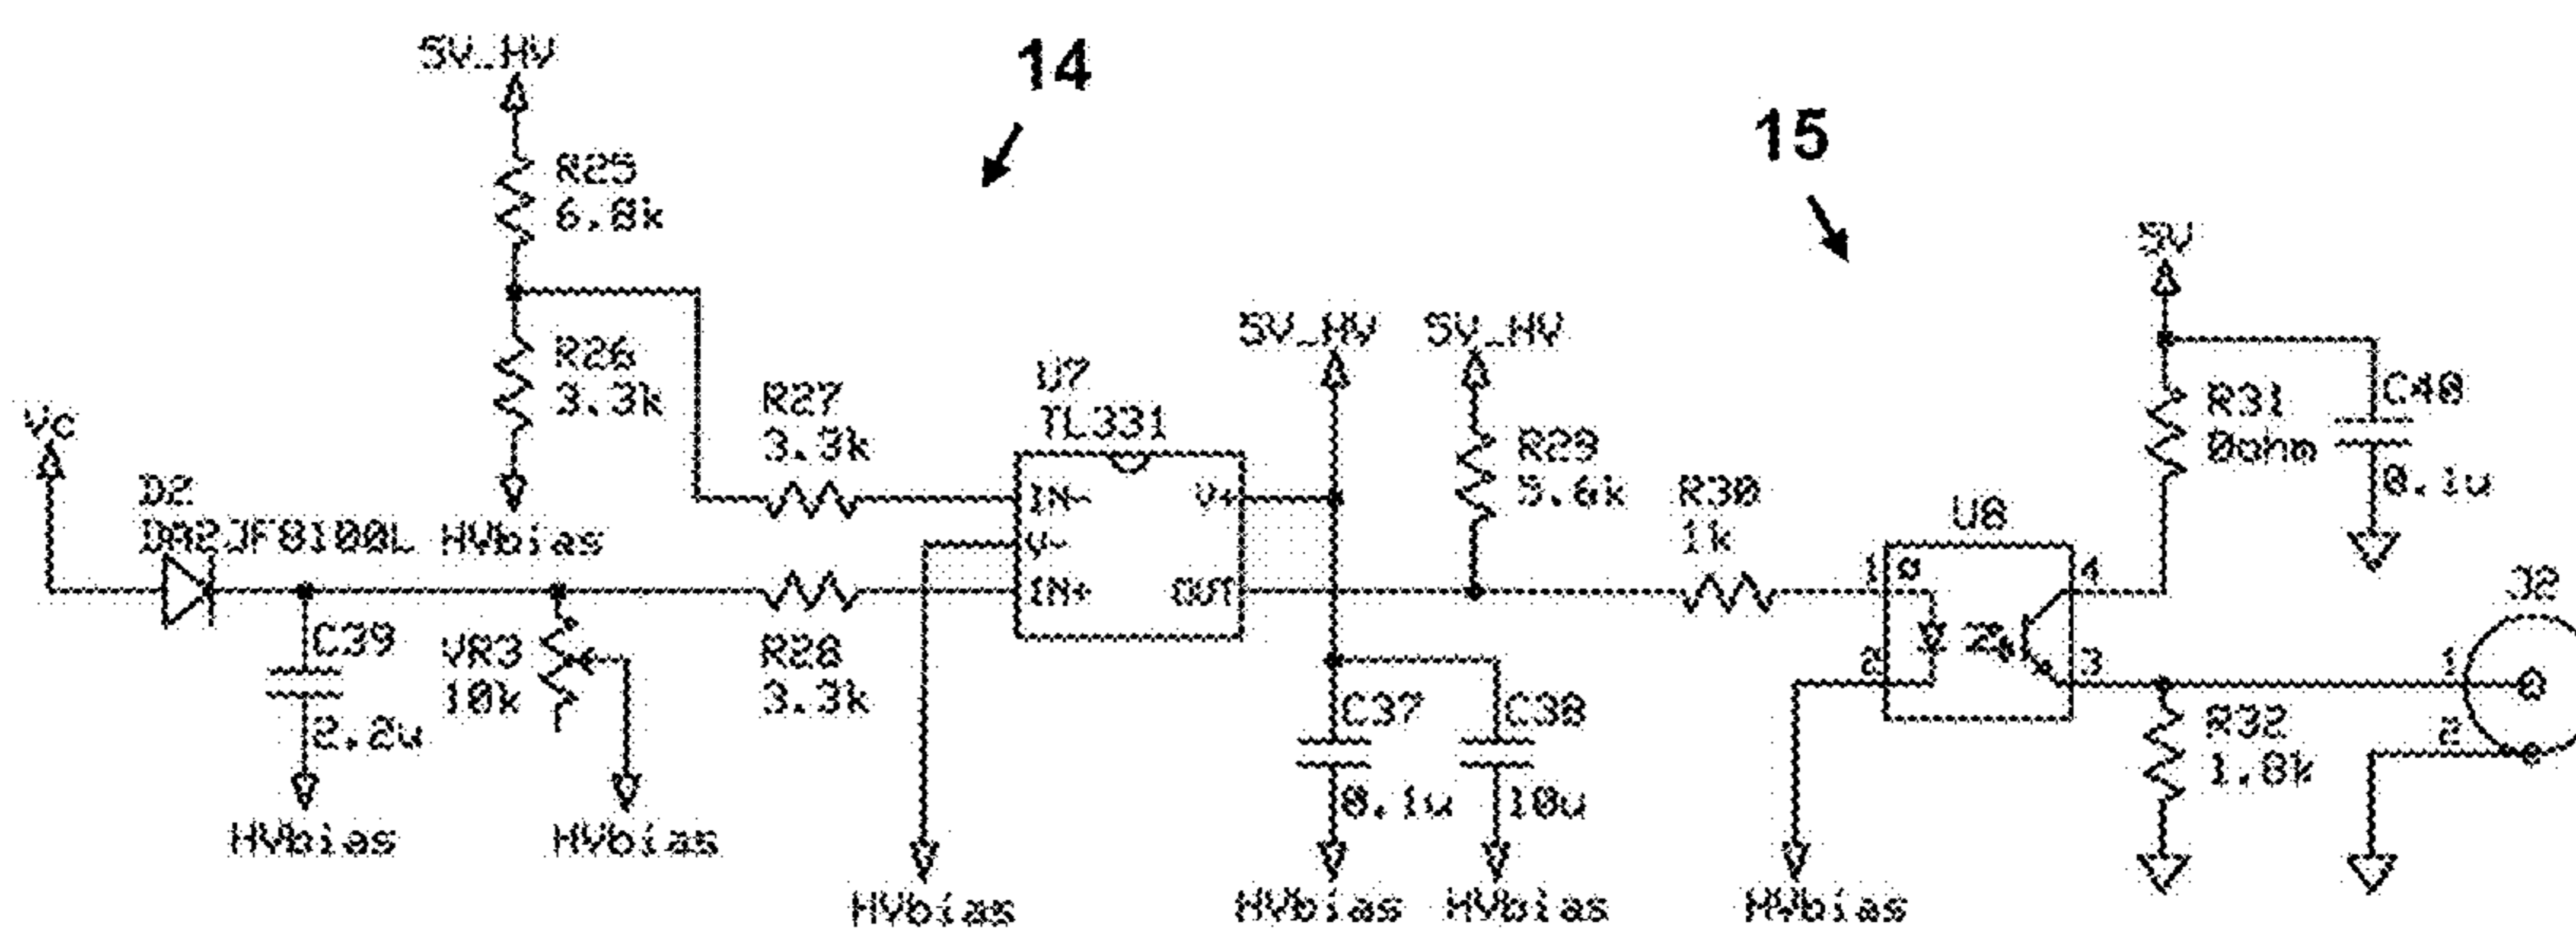 5V_HV
14
R25
6.8k
15
5V
R26
3.3k
5V_HV
5V_HV
U7
TL331
R27
3.3k
Vc
D2
DA2JF8100L
HVbias
IN-
V+
V-
IN+
OUT
R29
5.6k
R30
1k
U8
1
4
2
3
R31
0ohm
C40
0.1u
J2
1
2
C39
2.2u
VR3
10k
R28
3.3k
C37
0.1u
C38
10u
R32
1.8k
HVbias
HVbias
HVbias
HVbias
HVbias
HVbias